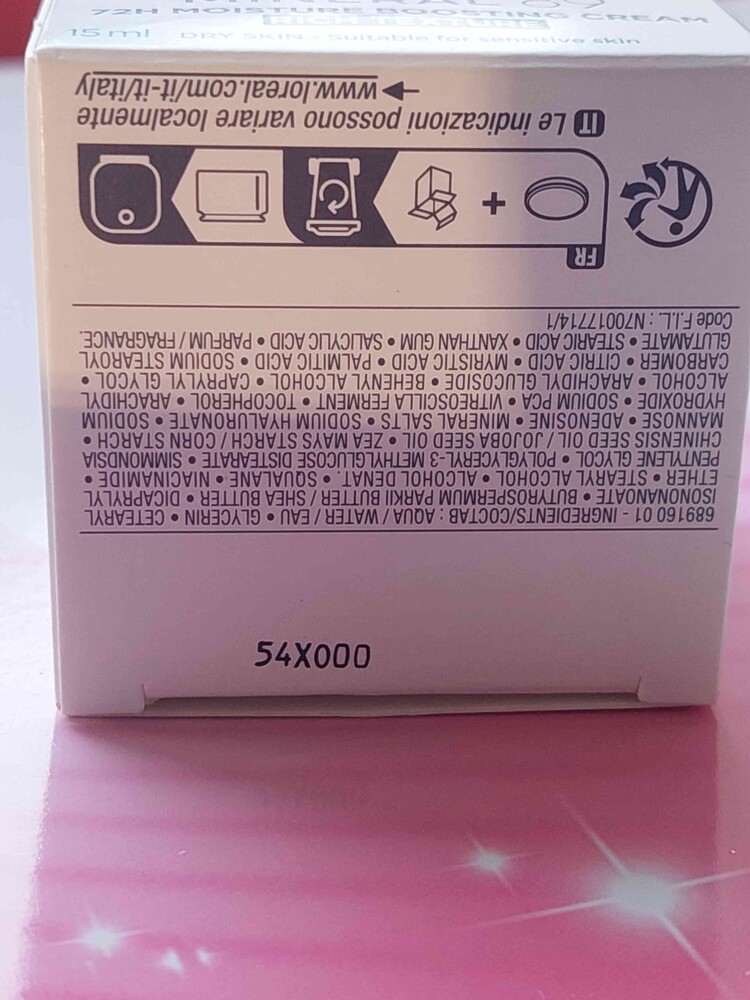 72H MOISTURE BOOSTING CREAM
RICH TEXTURE
15 ml DRY SKIN - Suitable for sensitive skin
689160 01 - INGREDIENTS/COCTAB : AQUA / WATER / EAU • GLYCERIN • CETEARYL
ISONONANOATE • BUTYROSPERMUM PARKII BUTTER / SHEA BUTTER • DICAPRYLYL
ETHER • STEARYL ALCOHOL • ALCOHOL DENAT. • SQUALANE • NIACINAMIDE •
PENTYLENE GLYCOL • POLYGLYCERYL-3 METHYLGLUCOSE DISTEARATE • SIMMONDSIA
CHINENSIS SEED OIL / JOJOBA SEED OIL • ZEA MAYS STARCH / CORN STARCH •
MANNOSE • ADENOSINE • MINERAL SALTS • SODIUM HYALURONATE • SODIUM
HYDROXIDE • SODIUM PCA • VITREOSCILLA FERMENT • TOCOPHEROL • ARACHIDYL
ALCOHOL • ARACHIDYL GLUCOSIDE • BEHENYL ALCOHOL • CAPRYLYL GLYCOL •
CARBOMER • CITRIC ACID • MYRISTIC ACID • PALMITIC ACID • SODIUM STEAROYL
GLUTAMATE • STEARIC ACID • XANTHAN GUM • SALICYLIC ACID • PARFUM / FRAGRANCE.
Code F.I.L. : N70017714/1
FR
+
IT Le indicazioni possono variare localmente
www.loreal.com/it-it/italy
54X000